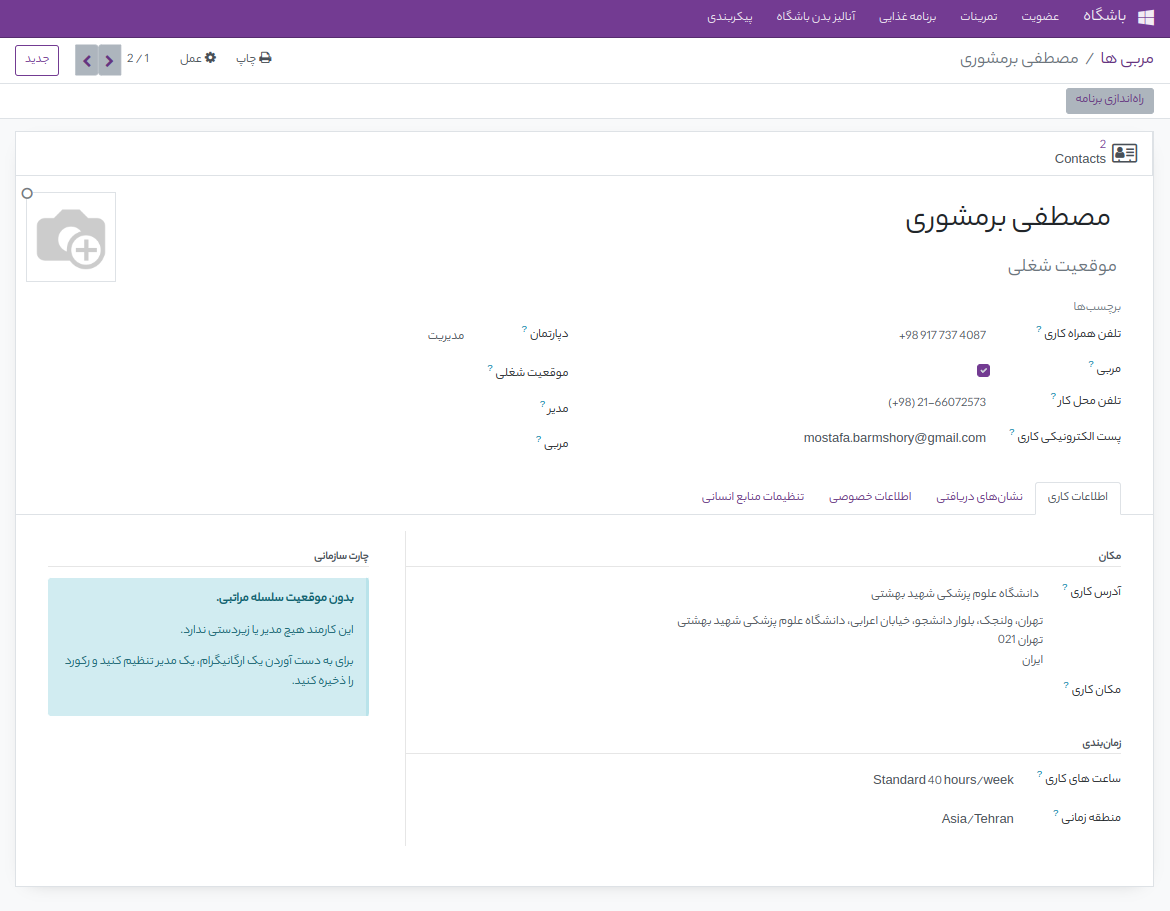 باشگاه عضویت تمرینات برنامه غذایی آنالیز بدن باشگاه پیکربندی
مربی ها / مصطفی برمشوری چاپ عمل 2 / 1 جدید
راه‌اندازی برنامه
2
Contacts
مصطفی برمشوری
موقعیت شغلی
برچسب‌ها
تلفن همراه کاری ? +98 917 737 4087
مربی ?
تلفن محل کار ? (+98) 21-66072573
پست الکترونیکی کاری ? mostafa.barmshory@gmail.com
دپارتمان ? مدیریت
موقعیت شغلی ?
مدیر ?
مربی ?
اطلاعات کاری نشان‌های دریافتی اطلاعات خصوصی تنظیمات منابع انسانی
مکان
آدرس کاری ? دانشگاه علوم پزشکی شهید بهشتی
تهران، ولنجک، بلوار دانشجو، خیابان اعرابی، دانشگاه علوم پزشکی شهید بهشتی
تهران 021
ایران
مکان کاری ?
زمان‌بندی
ساعت های کاری ? Standard 40 hours/week
منطقه زمانی ? Asia/Tehran
چارت سازمانی
بدون موقعیت سلسله مراتبی.
این کارمند هیچ مدیر یا زیردستی ندارد.
برای به دست آوردن یک ارگانیگرام، یک مدیر تنظیم کنید و رکورد
را ذخیره کنید.